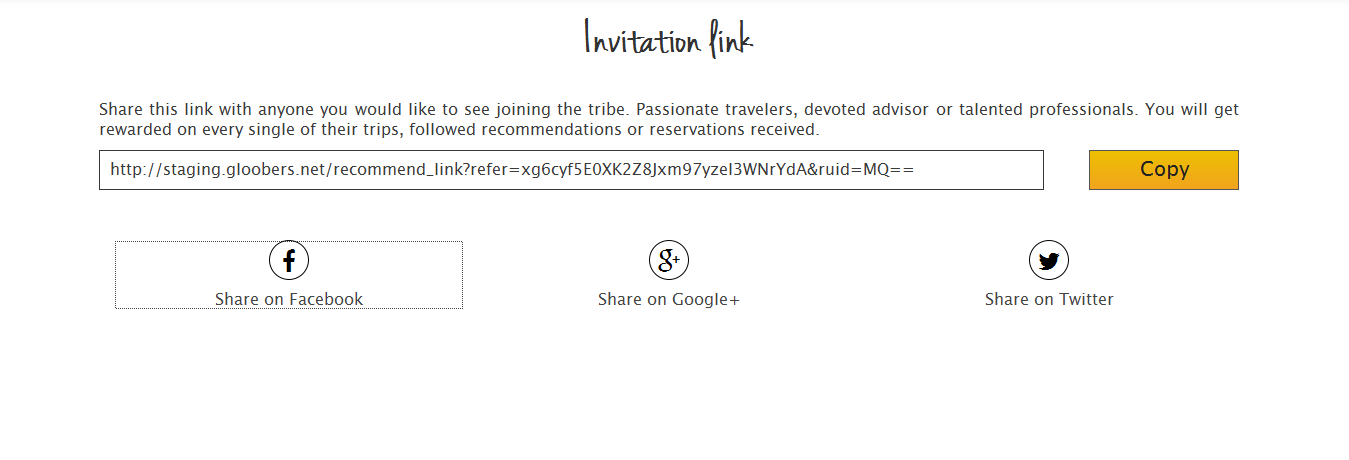 Invitation link
Share this link with anyone you would like to see joining the tribe. Passionate travelers, devoted advisor or talented professionals. You will get
rewarded on every single of their trips, followed recommendations or reservations received.
http://staging.gloobers.net/recommend_link?refer=xg6cyf5E0XK2Z8Jxm97yzeI3WNrYdA&ruid=MQ==
Copy
f
g+
Share on Facebook
Share on Google+
Share on Twitter